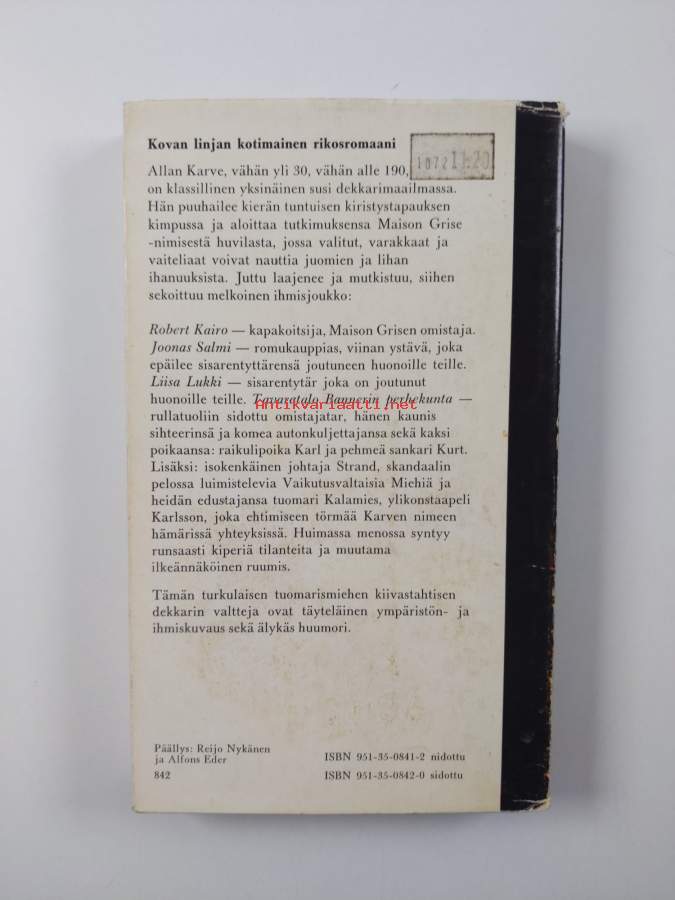 Kovan linjan kotimainen rikosromaani
1072 11.20
Allan Karve, vähän yli 30, vähän alle 190,
on klassillinen yksinäinen susi dekkarimaailmassa.
Hän puuhailee kierän tuntuisen kiristystapauksen
kimpussa ja aloittaa tutkimuksensa Maison Grise
-nimisestä huvilasta, jossa valitut, varakkaat ja
vaiteliaat voivat nauttia juomien ja lihan
ihanuuksista. Juttu laajenee ja mutkistuu, siihen
sekoittuu melkoinen ihmisjoukko:
Robert Kairo — kapakoitsija, Maison Grisen omistaja.
Joonas Salmi — romukauppias, viinan ystävä, joka
epäilee sisarentyttärensä joutuneen huonoille teille.
Liisa Lukki — sisarentytär joka on joutunut
huonoille teille. Tavaratalo Bannerin perhekunta —
Antikvariaatti.net
rullatuoliin sidottu omistajatar, hänen kaunis
sihteerinsä ja komea autonkuljettajansa sekä kaksi
poikaansa: raikulipoika Karl ja pehmeä sankari Kurt.
Lisäksi: isokenkäinen johtaja Strand, skandaalin
pelossa luimistelevia Vaikutusvaltaisia Miehiä ja
heidän edustajansa tuomari Kalamies, ylikonstaapeli
Karlsson, joka ehtimiseen törmää Karven nimeen
hämärissä yhteyksissä. Huimassa menossa syntyy
runsaasti kiperiä tilanteita ja muutama
ilkeännäköinen ruumis.
Tämän turkulaisen tuomarismiehen kiivastahtisen
dekkarin valtteja ovat täyteläinen ympäristön- ja
ihmiskuvaus sekä älykäs huumori.
Päällys: Reijo Nykänen
ja Alfons Eder
842
ISBN 951-35-0841-2 nidottu
ISBN 951-35-0842-0 sidottu